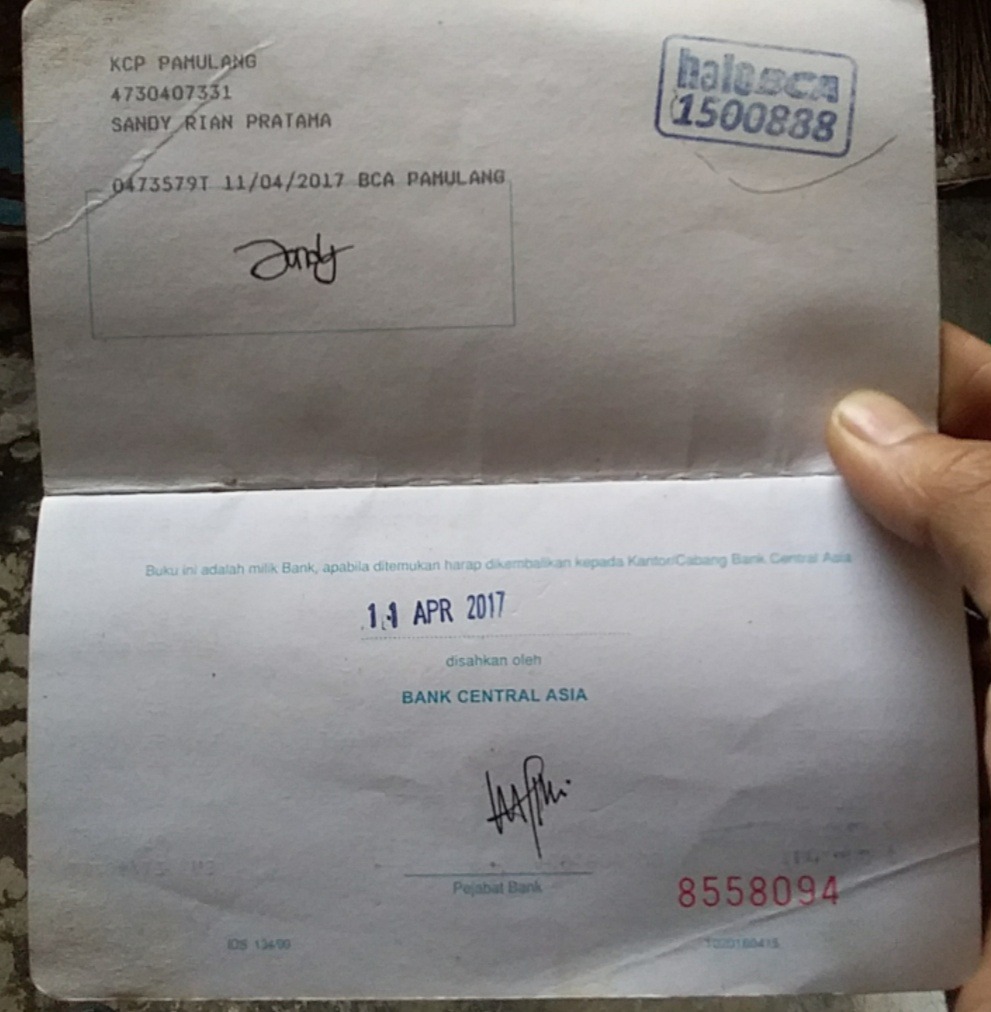 KCP PAMULANG
4730407331
SANDY RIAN PRATAMA
haloBCA
1500888
0473579T 11/04/2017 BCA PAMULANG
Sandy
Buku ini adalah milik Bank, apabila ditemukan harap dikembalikan kepada Kantor/Cabang Bank Central Asia
11 APR 2017
disahkan oleh
BANK CENTRAL ASIA
Pejabat Bank
8558094